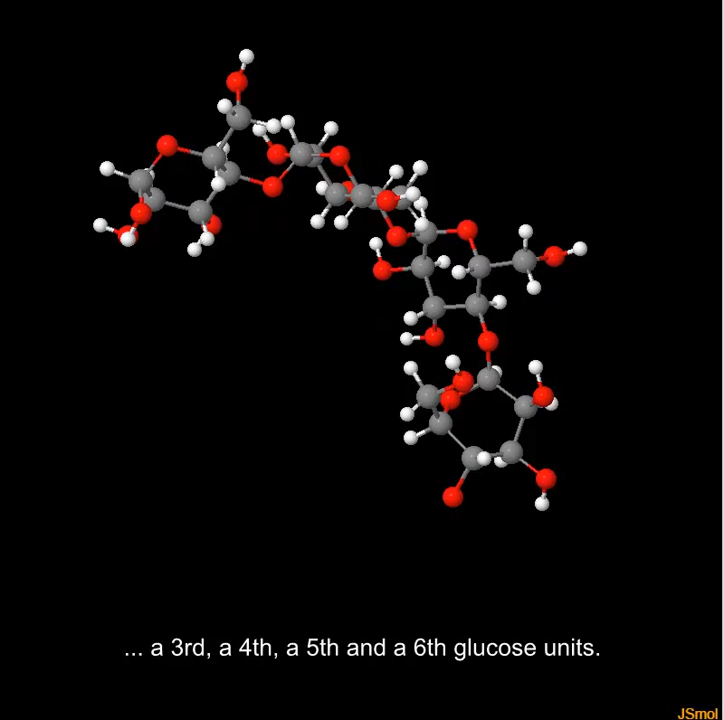 ... a 3rd, a 4th, a 5th and a 6th glucose units.
JSmol